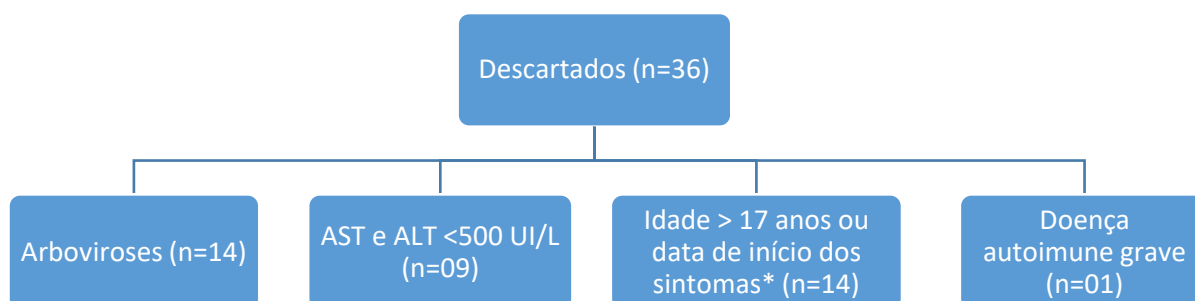 Descartados (n=36)
Arboviroses (n=14)
AST e ALT <500 UI/L
(n=09)
Idade > 17 anos ou
data de início dos
sintomas* (n=14)
Doença
autoimune grave
(n=01)